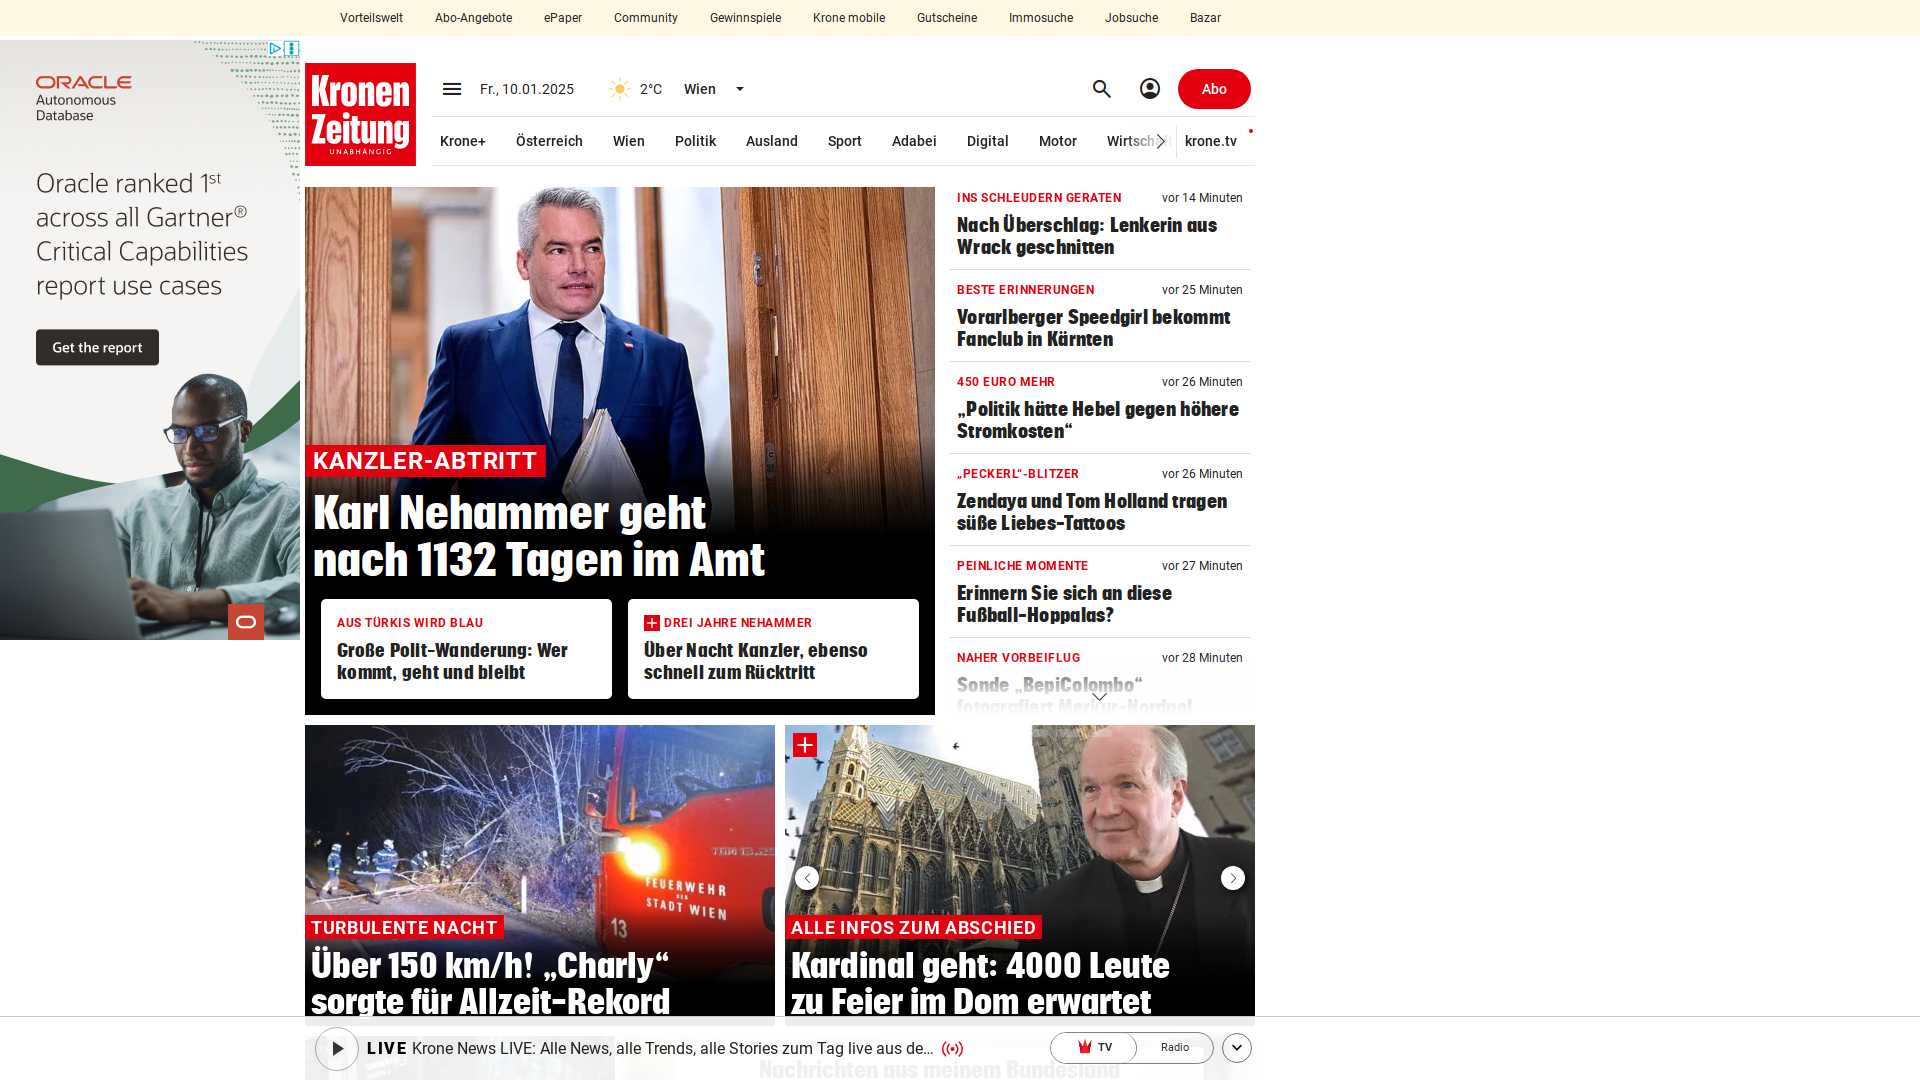 Vorteilswelt
Abo-Angebote
ePaper
Community
Gewinnspiele
Krone mobile
Gutscheine
Immosuche
Jobsuche
Bazar
ORACLE
Autonomous
Database
Oracle ranked 1st
across all Gartner®
Critical Capabilities
report use cases
Get the report
Kronen
Zeitung
UNABHÄNGIG
Fr., 10.01.2025
2°C
Wien
Abo
Krone+
Österreich
Wien
Politik
Ausland
Sport
Adabei
Digital
Motor
Wirtsch
krone.tv
KANZLER-ABTRITT
Karl Nehammer geht
nach 1132 Tagen im Amt
AUS TÜRKIS WIRD BLAU
Große Polit-Wanderung: Wer
kommt, geht und bleibt
DREI JAHRE NEHAMMER
Über Nacht Kanzler, ebenso
schnell zum Rücktritt
INS SCHLEUDERN GERATEN
vor 14 Minuten
Nach Überschlag: Lenkerin aus
Wrack geschnitten
BESTE ERINNERUNGEN
vor 25 Minuten
Vorarlberger Speedgirl bekommt
Fanclub in Kärnten
450 EURO MEHR
vor 26 Minuten
„Politik hätte Hebel gegen höhere
Stromkosten“
„PECKERL“-BLITZER
vor 26 Minuten
Zendaya und Tom Holland tragen
süße Liebes-Tattoos
PEINLICHE MOMENTE
vor 27 Minuten
Erinnern Sie sich an diese
Fußball-Hoppalas?
NAHER VORBEIFLUG
vor 28 Minuten
Sonde „BepiColombo“
fotografiert Merkur-Nordpol
FEUERWEHR
DER
STADT WIEN
13
TURBULENTE NACHT
Über 150 km/h! „Charly“
sorgte für Allzeit-Rekord
ALLE INFOS ZUM ABSCHIED
Kardinal geht: 4000 Leute
zu Feier im Dom erwartet
Nachrichten aus meinem Bundesland
LIVE Krone News LIVE: Alle News, alle Trends, alle Stories zum Tag live aus de...
TV
Radio